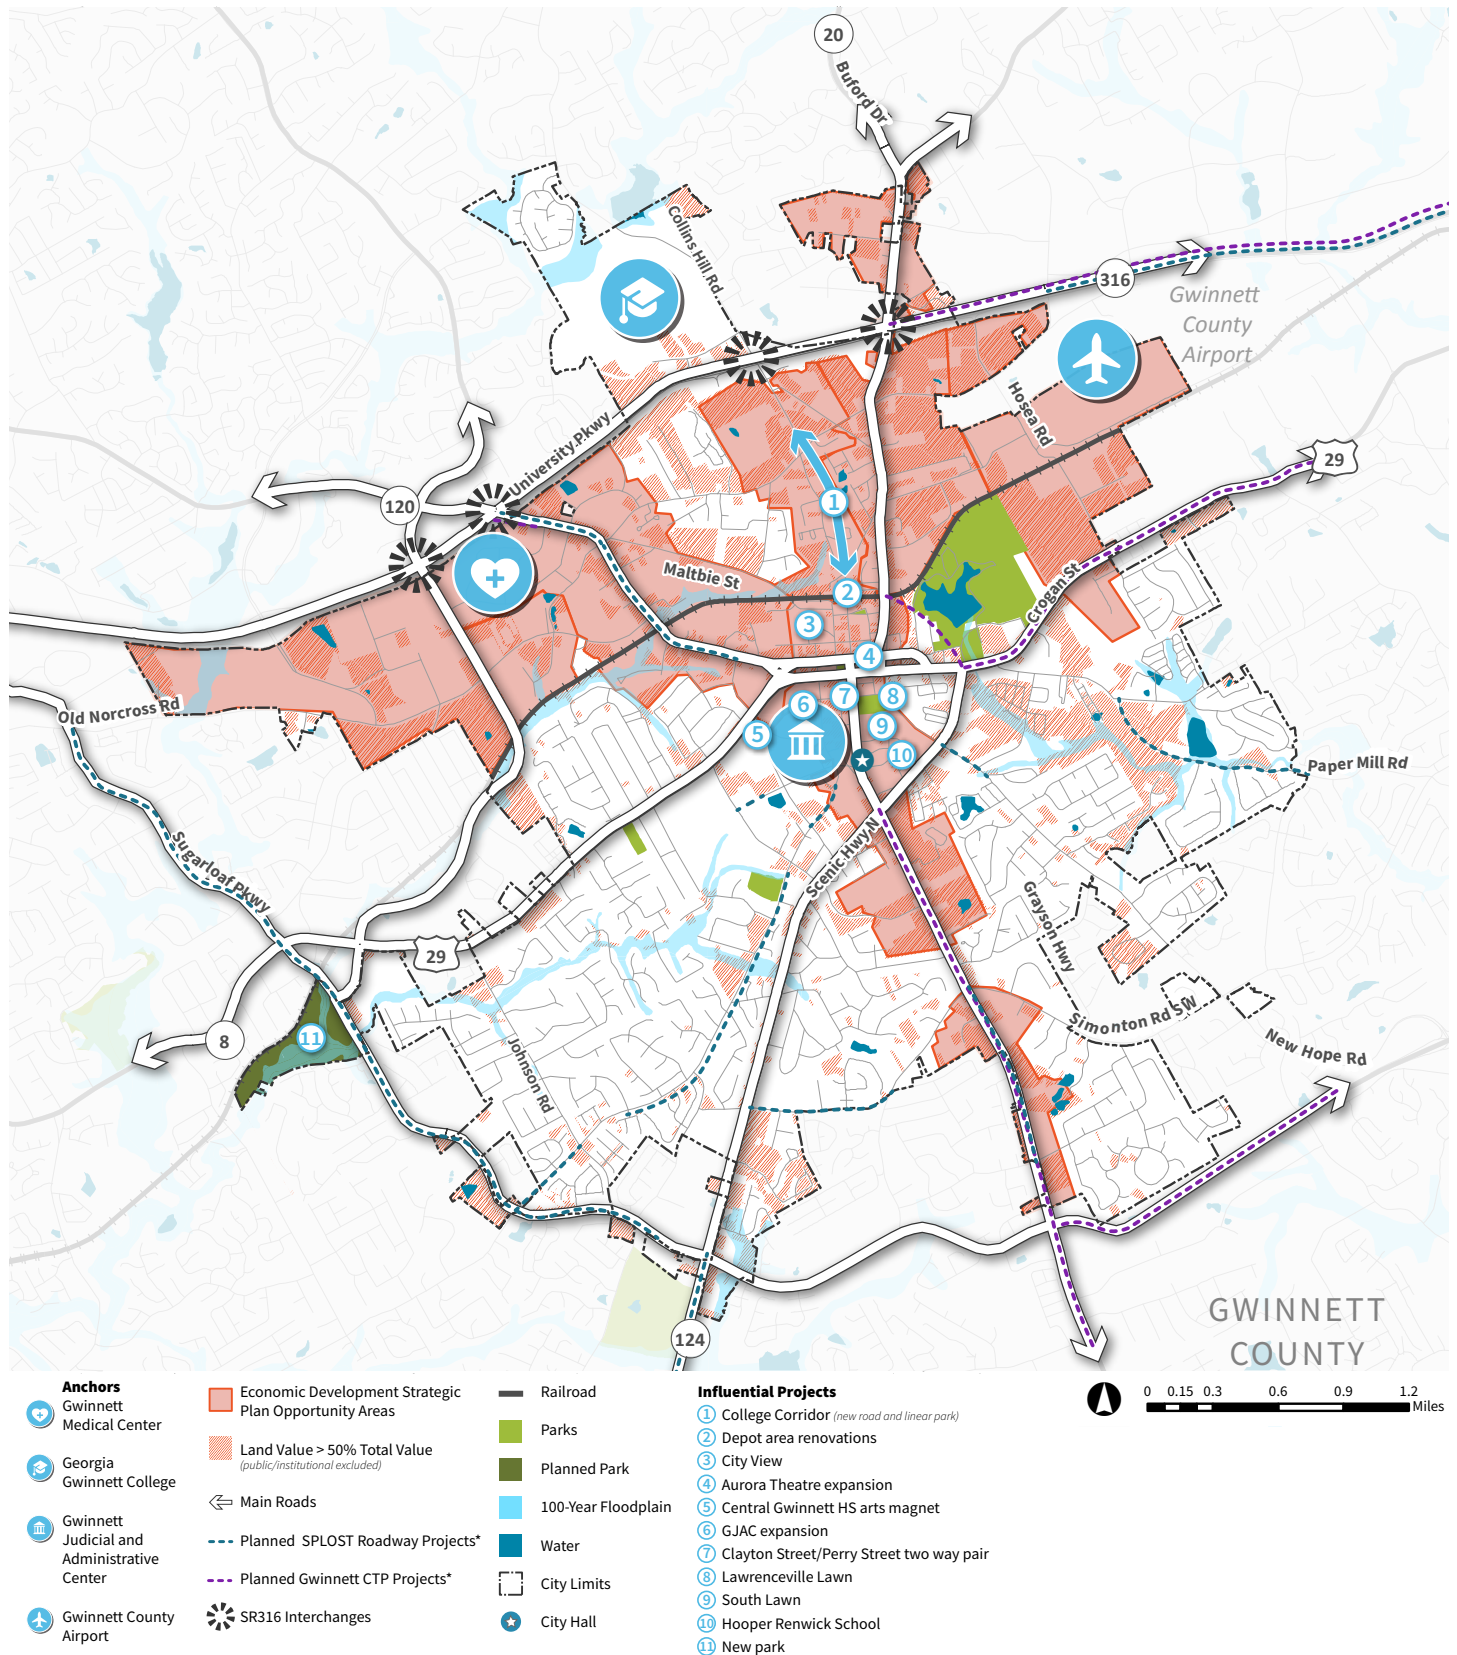 20
Buford Dr
Collins Hill Rd
316
Gwinnett
County
Airport
Hosea Rd
University Pkwy
29
120
1
Maltbie St
2
Crogan St
3
4
Old Norcross Rd
6
7
8
5
9
10
Paper Mill Rd
Sugarloaf Pkwy
Scenic Hwy N
Grayson Hwy
29
Simonton Rd SW
New Hope Rd
8
11
Johnson Rd
124
GWINNETT
COUNTY
Anchors
Gwinnett
Medical Center
Georgia
Gwinnett College
Gwinnett
Judicial and
Administrative
Center
Gwinnett County
Airport
Economic Development Strategic
Plan Opportunity Areas
Land Value > 50% Total Value
(public/institutional excluded)
Main Roads
Planned SPLOST Roadway Projects*
Planned Gwinnett CTP Projects*
SR316 Interchanges
Railroad
Parks
Planned Park
100-Year Floodplain
Water
City Limits
City Hall
Influential Projects
1 College Corridor (new road and linear park)
2 Depot area renovations
3 City View
4 Aurora Theatre expansion
5 Central Gwinnett HS arts magnet
6 GJAC expansion
7 Clayton Street/Perry Street two way pair
8 Lawrenceville Lawn
9 South Lawn
10 Hooper Renwick School
11 New park
0 0.15 0.3 0.6 0.9 1.2
Miles